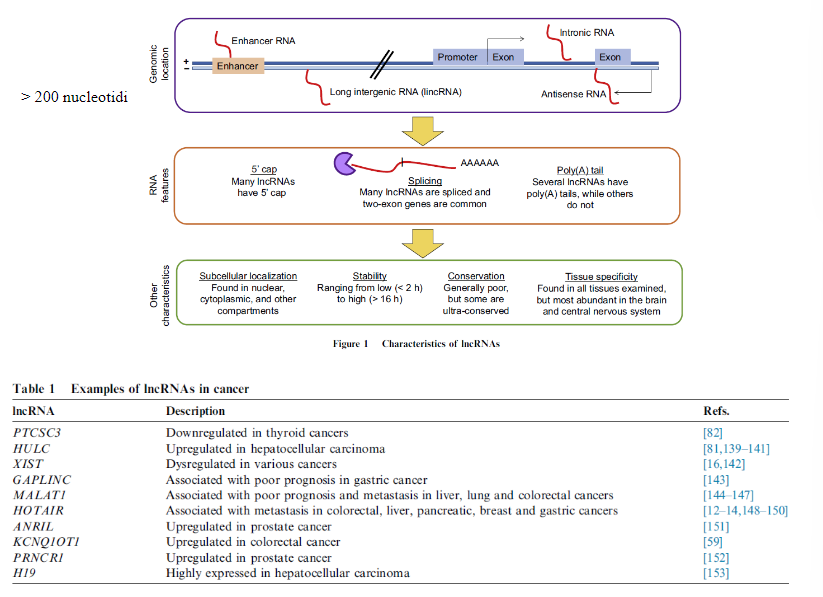 > 200 nucleotidi
Genomic
location
Enhancer RNA
Enhancer
+
−
Long intergenic RNA (lincRNA)
Promoter
Exon
Intronic RNA
Exon
Antisense RNA
RNA
features
5' cap
Many lncRNAs
have 5' cap
AAAAAA
Splicing
Many lncRNAs are spliced and
two-exon genes are common
Poly(A) tail
Several lncRNAs have
poly(A) tails, while others
do not
Other
characteristics
Subcellular localization
Found in nuclear,
cytoplasmic, and other
compartments
Stability
Ranging from low (< 2 h)
to high (> 16 h)
Conservation
Generally poor,
but some are
ultra-conserved
Tissue specificity
Found in all tissues examined,
but most abundant in the brain
and central nervous system
Figure 1 Characteristics of lncRNAs
Table 1 Examples of lncRNAs in cancer
lncRNA Description Refs.
PTCSC3 Downregulated in thyroid cancers [82]
HULC Upregulated in hepatocellular carcinoma [81,139–141]
XIST Dysregulated in various cancers [16,142]
GAPLINC Associated with poor prognosis in gastric cancer [143]
MALAT1 Associated with poor prognosis and metastasis in liver, lung and colorectal cancers [144–147]
HOTAIR Associated with metastasis in colorectal, liver, pancreatic, breast and gastric cancers [12–14,148–150]
ANRIL Upregulated in prostate cancer [151]
KCNQ1OT1 Upregulated in colorectal cancer [59]
PRNCR1 Upregulated in prostate cancer [152]
H19 Highly expressed in hepatocellular carcinoma [153]